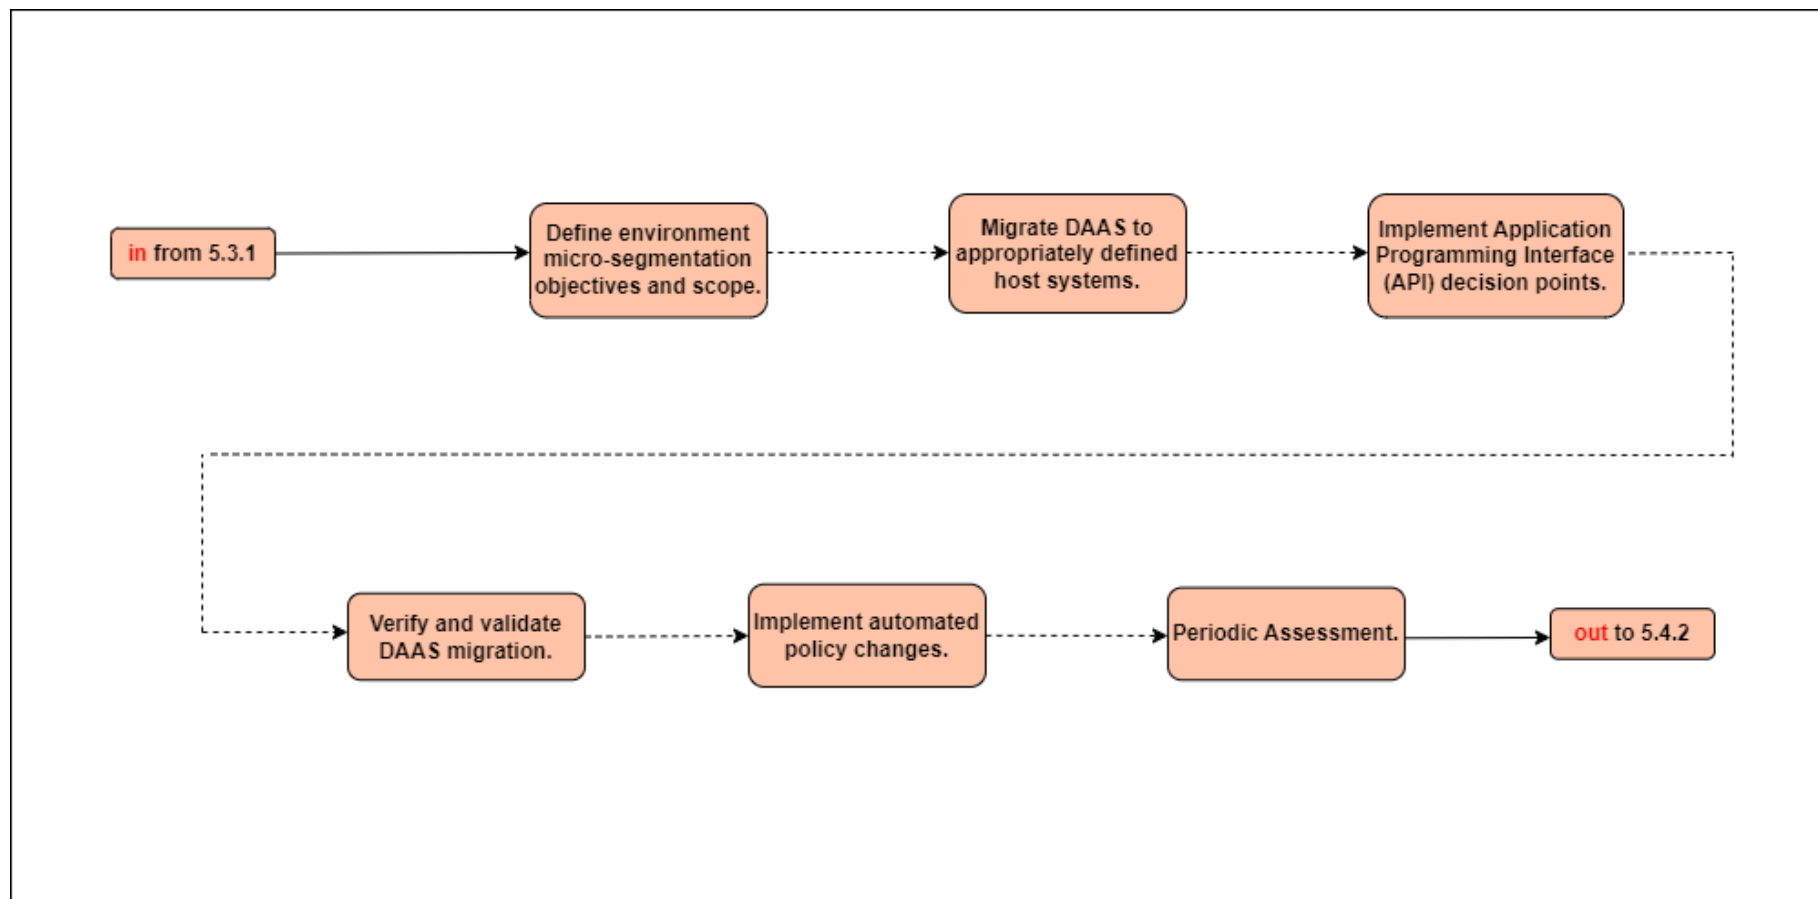 in from 5.3.1
Define environment
micro-segmentation
objectives and scope.
Migrate DAAS to
appropriately defined
host systems.
Implement Application
Programming Interface
(API) decision points.
Verify and validate
DAAS migration.
Implement automated
policy changes.
Periodic Assessment.
out to 5.4.2